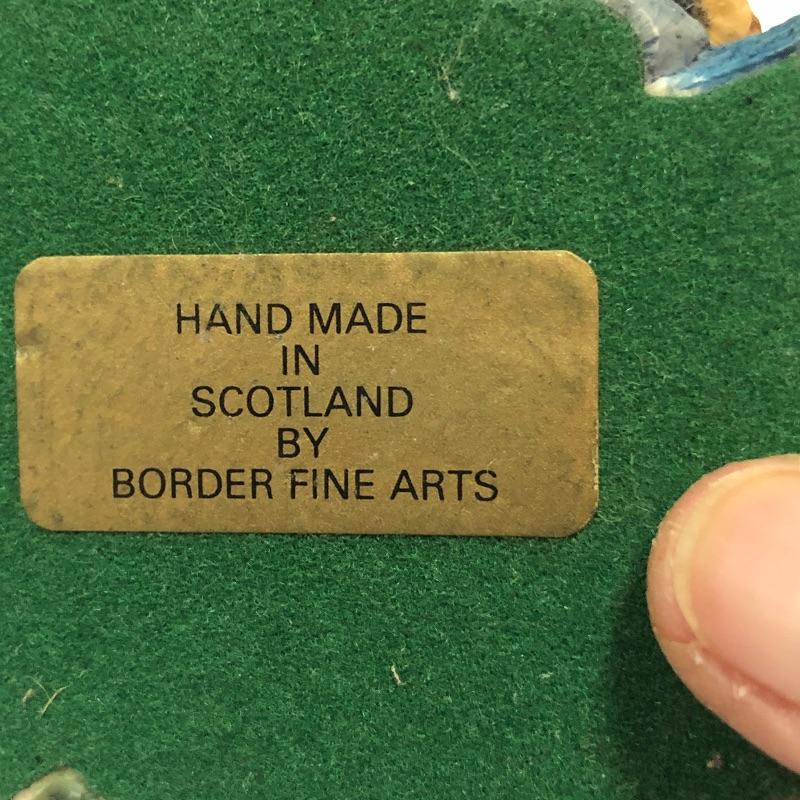 HAND MADE
IN
SCOTLAND
BY
BORDER FINE ARTS